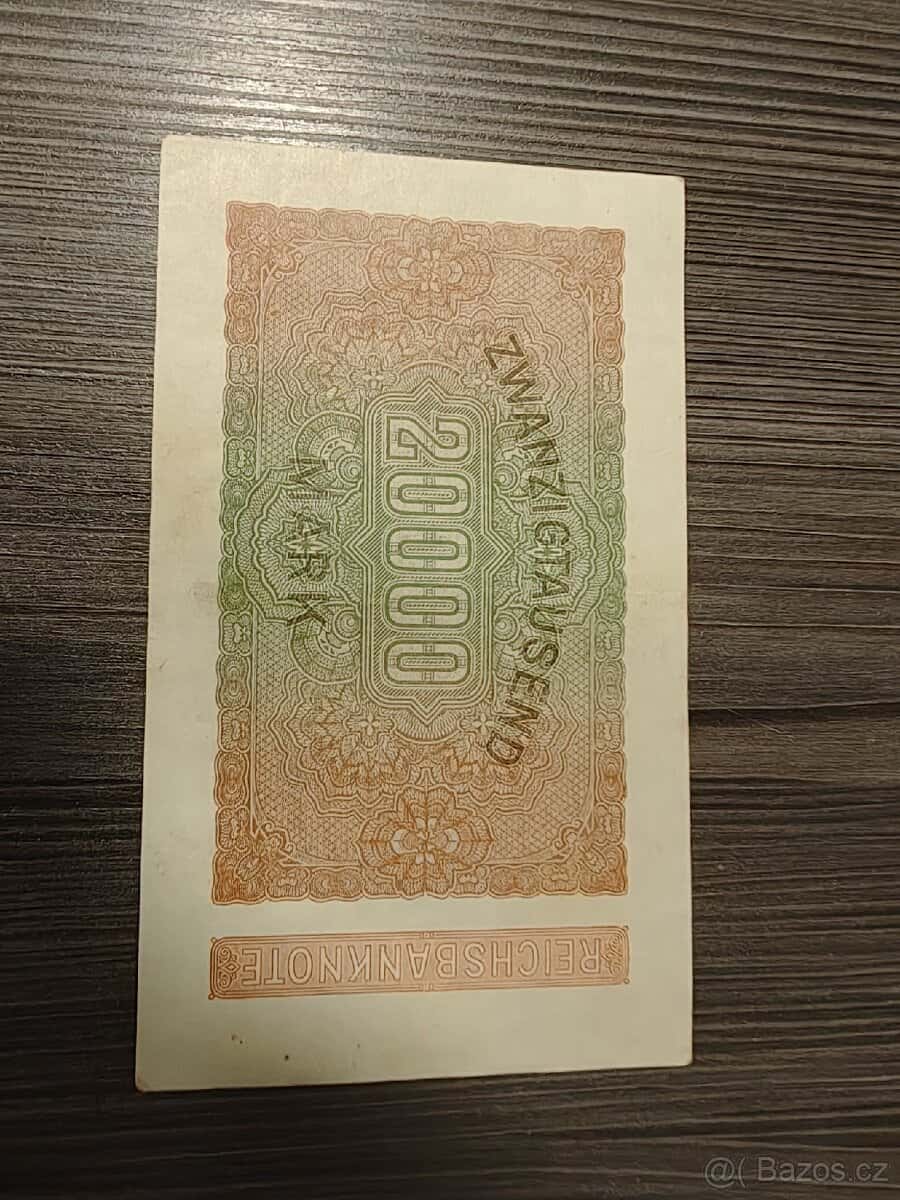 ZWANZIGTAUSEND
20000
MARK
REICHSBANKNOTE
@( Bazos.cz